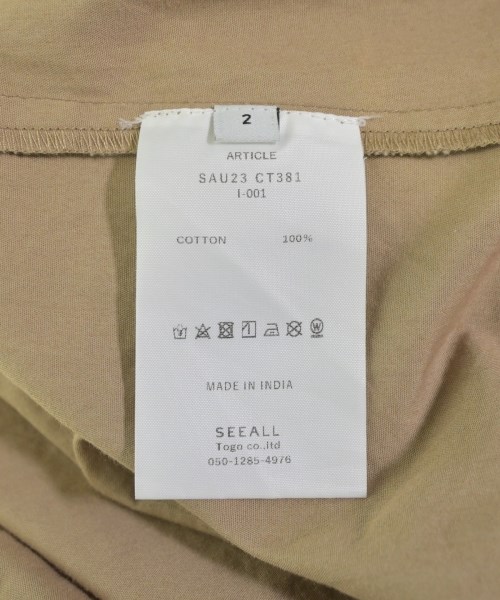 2
ARTICLE
SAU23 CT381
I-001
COTTON 100%
MADE IN INDIA
SEEALL
Togo co.,ltd
050-1285-4976